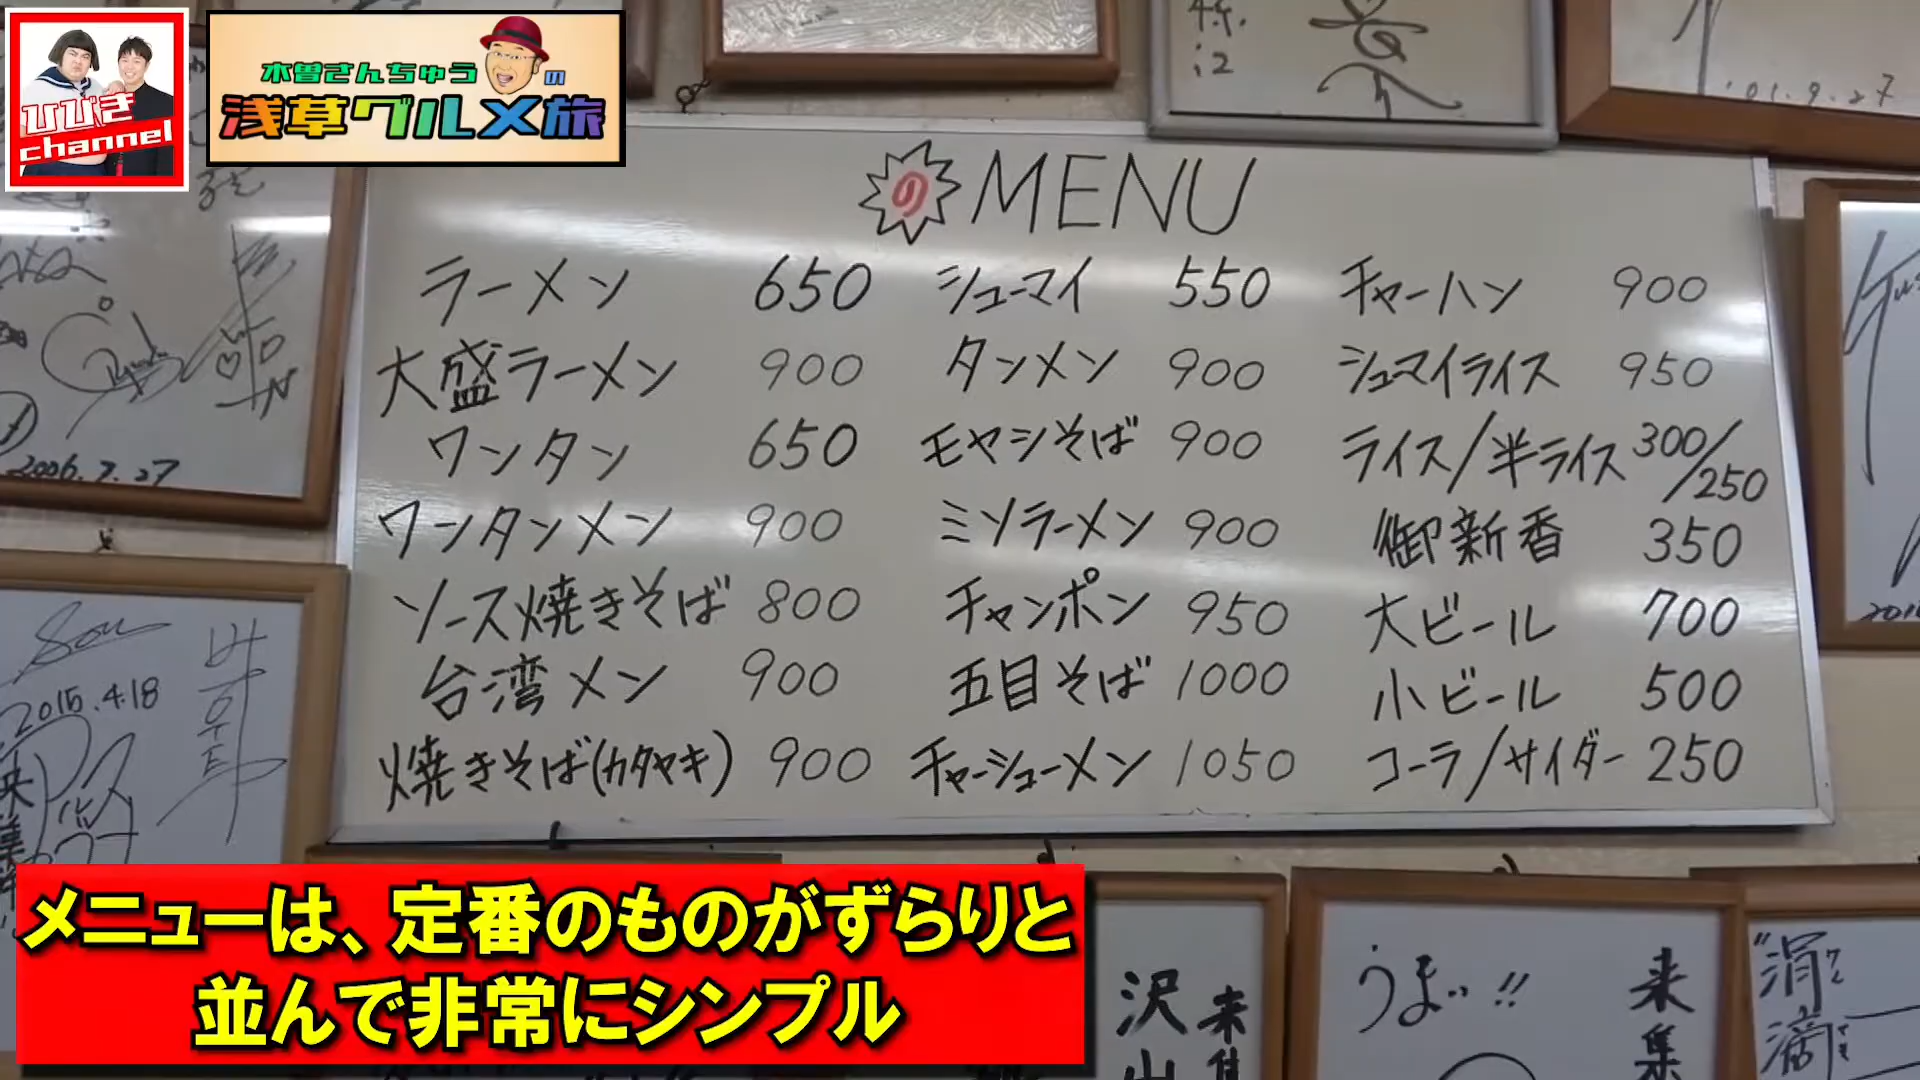 ひびき
channel
木曽さんちゅうの
浅草グルメ旅
の MENU
ラーメン 650
大盛ラーメン 900
ワンタン 650
ワンタンメン 900
ソース焼きそば 800
台湾メン 900
焼きそば(カタヤキ) 900
シューマイ 550
タンメン 900
モヤシそば 900
ミソラーメン 900
チャンポン 950
五目そば 1000
チャーシューメン 1050
チャーハン 900
シューマイライス 950
ライス/半ライス 300/250
御新香 350
大ビール 700
小ビール 500
コーラ/サイダー 250
2006.7.27
2015.4.18
'01.9.27
うまい!!
来集
沢山
来集
メニューは、定番のものがずらりと
並んで非常にシンプル